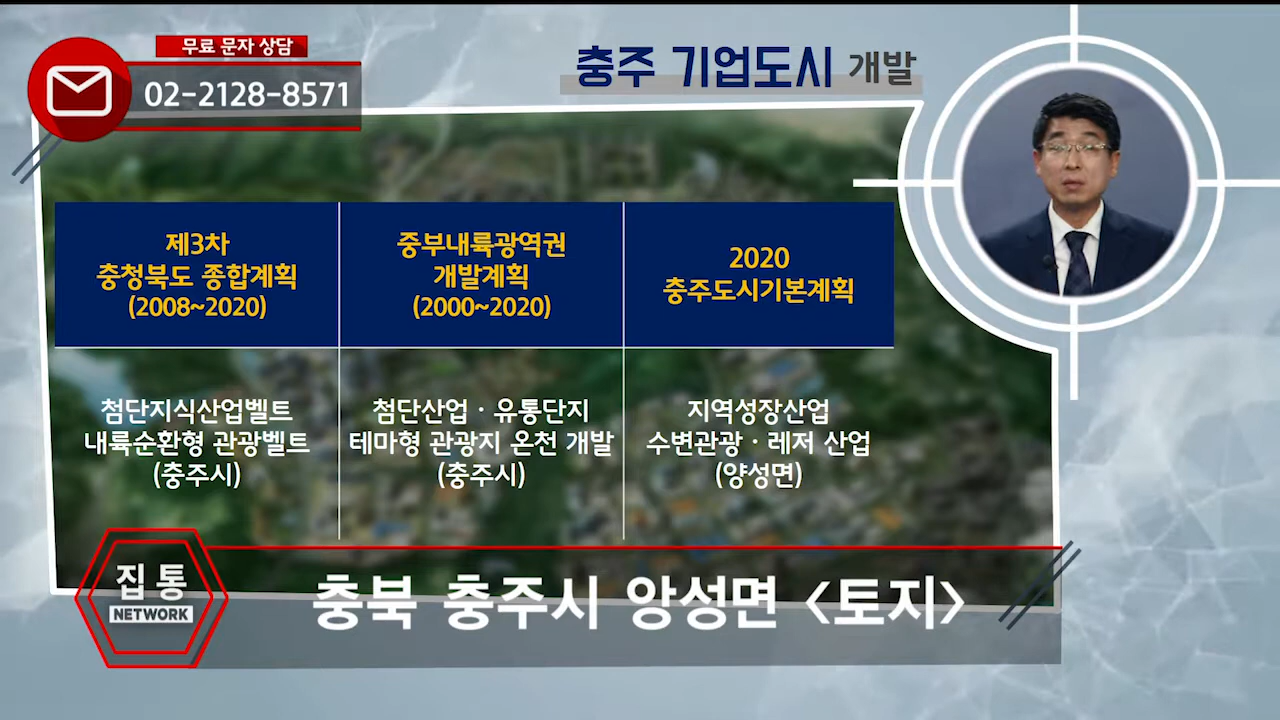 무료 문자 상담
02-2128-8571
충주 기업도시 개발
제3차
충청북도 종합계획
(2008~2020)
중부내륙광역권
개발계획
(2000~2020)
2020
충주도시기본계획
첨단지식산업벨트
내륙순환형 관광벨트
(충주시)
첨단산업 · 유통단지
테마형 관광지 온천 개발
(충주시)
지역성장산업
수변관광 · 레저 산업
(양성면)
집통
NETWORK
충북 충주시 앙성면 <토지>